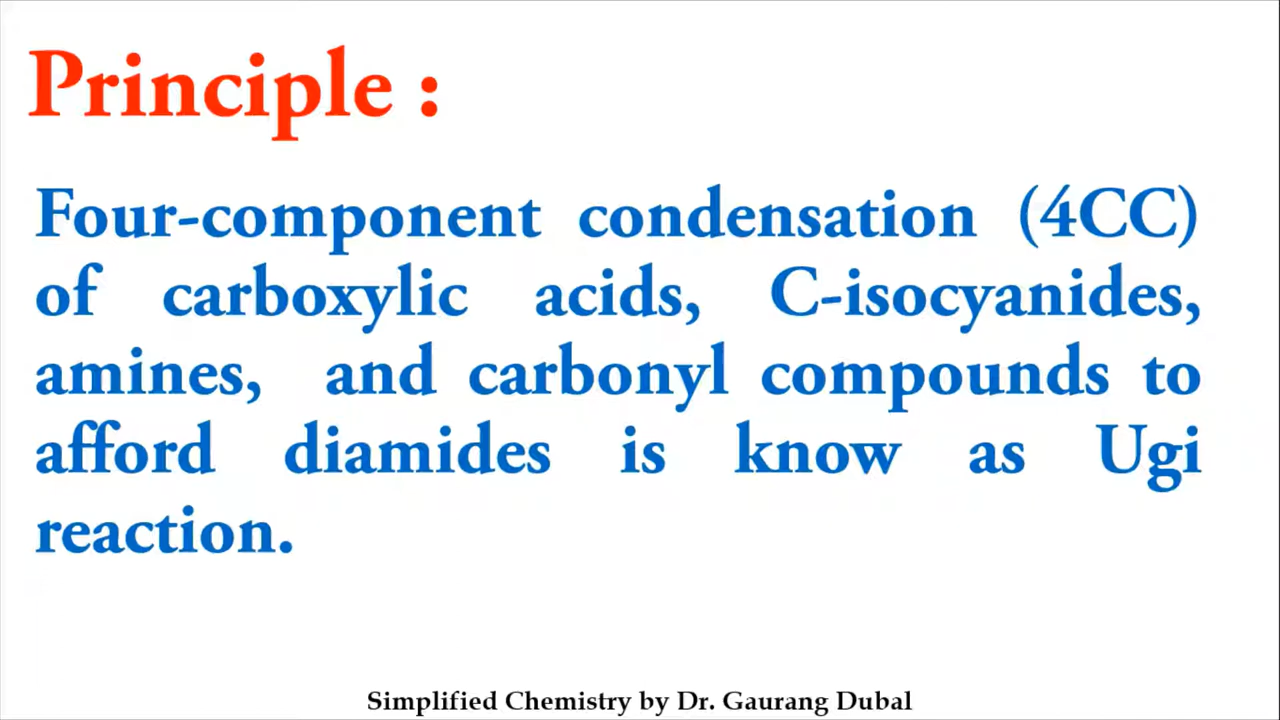 Principle :
Four-component condensation (4CC)
of carboxylic acids, C-isocyanides,
amines, and carbonyl compounds to
afford diamides is know as Ugi
reaction.
Simplified Chemistry by Dr. Gaurang Dubal